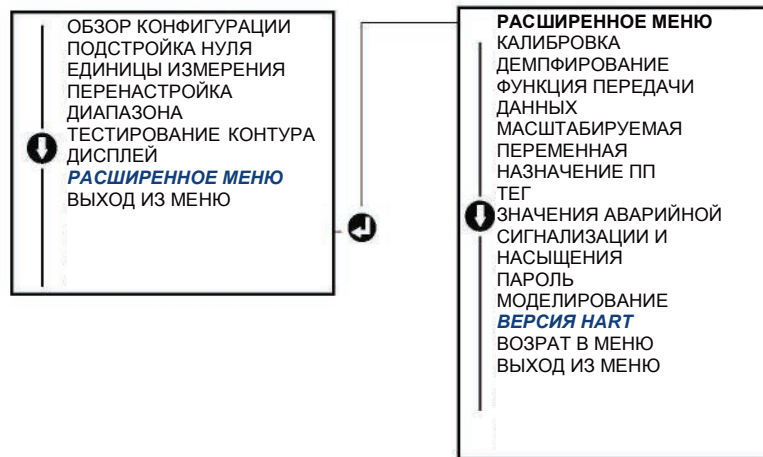 ОБЗОР КОНФИГУРАЦИИ
ПОДСТРОЙКА НУЛЯ
ЕДИНИЦЫ ИЗМЕРЕНИЯ
ПЕРЕНАСТРОЙКА
ДИАПАЗОНА
ТЕСТИРОВАНИЕ КОНТУРА
ДИСПЛЕЙ
РАСШИРЕННОЕ МЕНЮ
ВЫХОД ИЗ МЕНЮ
РАСШИРЕННОЕ МЕНЮ
КАЛИБРОВКА
ДЕМПФИРОВАНИЕ
ФУНКЦИЯ ПЕРЕДАЧИ
ДАННЫХ
МАСШТАБИРУЕМАЯ
ПЕРЕМЕННАЯ
НАЗНАЧЕНИЕ ПП
ТЕГ
ЗНАЧЕНИЯ АВАРИЙНОЙ
СИГНАЛИЗАЦИИ И
НАСЫЩЕНИЯ
ПАРОЛЬ
МОДЕЛИРОВАНИЕ
ВЕРСИЯ HART
ВОЗРАТ В МЕНЮ
ВЫХОД ИЗ МЕНЮ